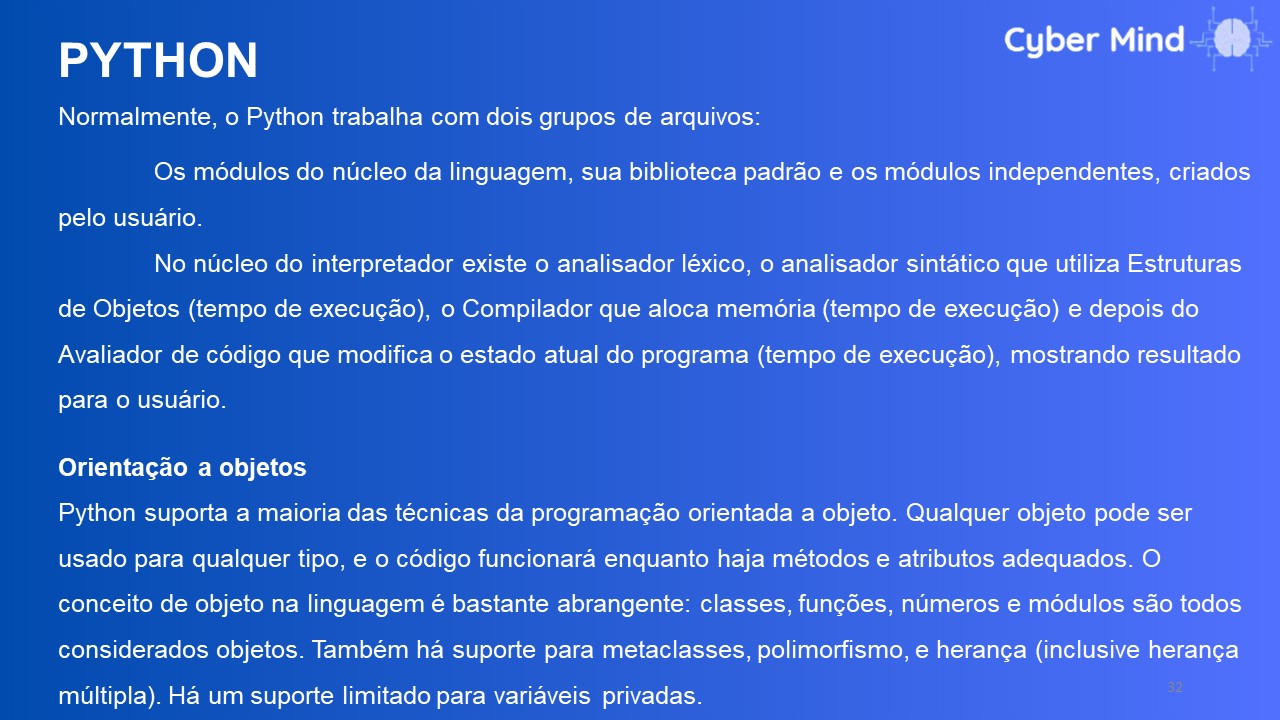 PYTHON
Cyber Mind
Normalmente, o Python trabalha com dois grupos de arquivos:
Os módulos do núcleo da linguagem, sua biblioteca padrão e os módulos independentes, criados
pelo usuário.
No núcleo do interpretador existe o analisador léxico, o analisador sintático que utiliza Estruturas
de Objetos (tempo de execução), o Compilador que aloca memória (tempo de execução) e depois do
Avaliador de código que modifica o estado atual do programa (tempo de execução), mostrando resultado
para o usuário.
Orientação a objetos
Python suporta a maioria das técnicas da programação orientada a objeto. Qualquer objeto pode ser
usado para qualquer tipo, e o código funcionará enquanto haja métodos e atributos adequados. O
conceito de objeto na linguagem é bastante abrangente: classes, funções, números e módulos são todos
considerados objetos. Também há suporte para metaclasses, polimorfismo, e herança (inclusive herança
múltipla). Há um suporte limitado para variáveis privadas.
32